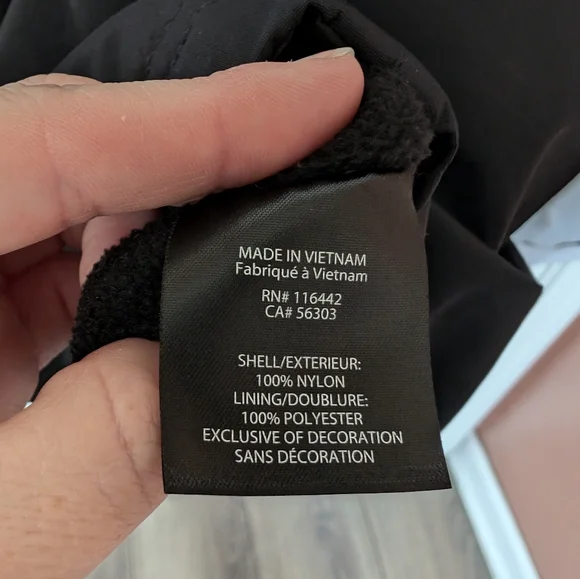 MADE IN VIETNAM
Fabriqué à Vietnam
RN# 116442
CA# 56303
SHELL/EXTERIEUR:
100% NYLON
LINING/DOUBLURE:
100% POLYESTER
EXCLUSIVE OF DECORATION
SANS DÉCORATION